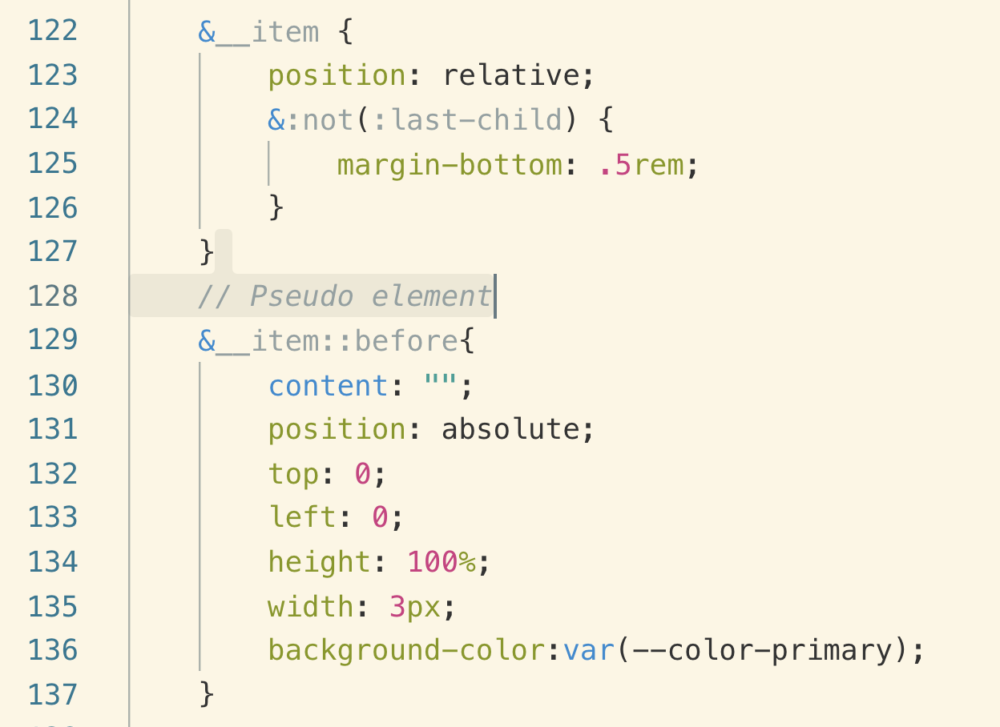 122 &__item {
123 position: relative;
124 &:not(:last-child) {
125 margin-bottom: .5rem;
126 }
127 }
128 // Pseudo element
129 &__item::before{
130 content: "";
131 position: absolute;
132 top: 0;
133 left: 0;
134 height: 100%;
135 width: 3px;
136 background-color:var(--color-primary);
137 }